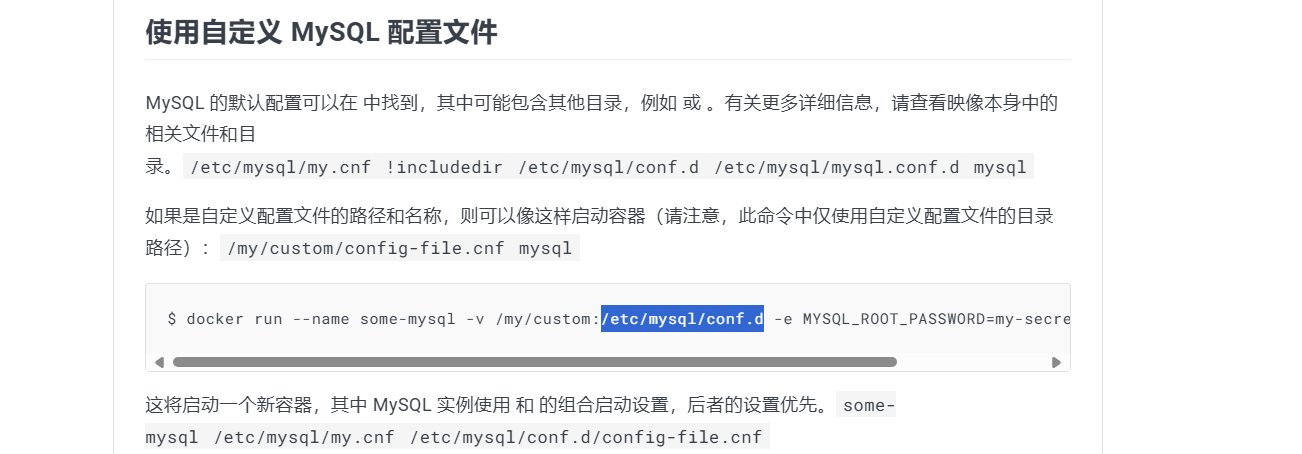 使用自定义 MySQL 配置文件
MySQL 的默认配置可以在 中找到，其中可能包含其他目录，例如 或 。有关更多详细信息，请查看映像本身中的
相关文件和目
录。 /etc/mysql/my.cnf !includedir /etc/mysql/conf.d /etc/mysql/mysql.conf.d mysql
如果是自定义配置文件的路径和名称，则可以像这样启动容器（请注意，此命令中仅使用自定义配置文件的目录
路径）： /my/custom/config-file.cnf mysql
$ docker run --name some-mysql -v /my/custom:/etc/mysql/conf.d -e MYSQL_ROOT_PASSWORD=my-secre
这将启动一个新容器，其中 MySQL 实例使用 和 的组合启动设置，后者的设置优先。 some-
mysql /etc/mysql/my.cnf /etc/mysql/conf.d/config-file.cnf